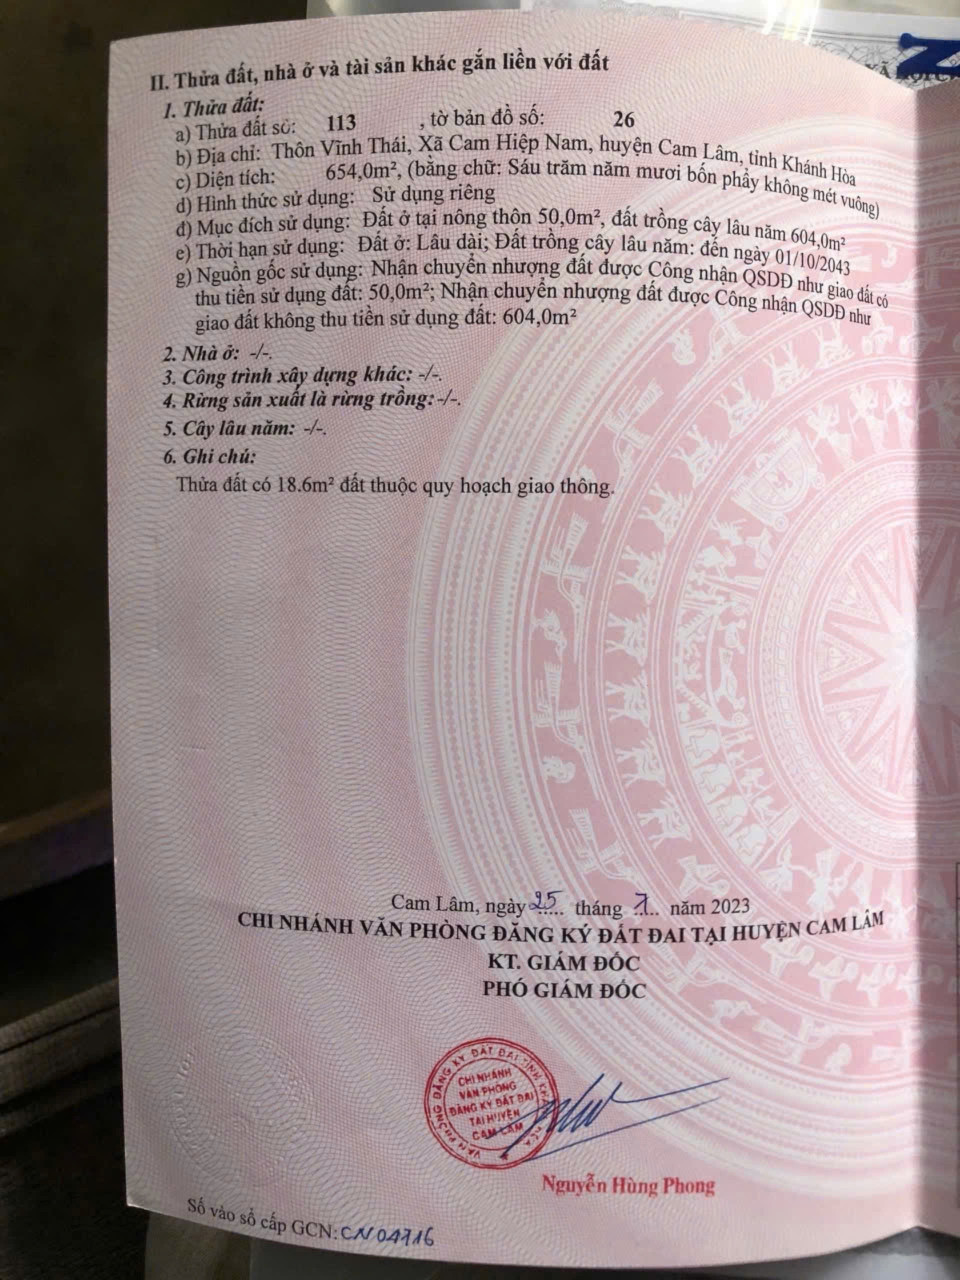 II. Thửa đất, nhà ở và tài sản khác gắn liền với đất
1. Thửa đất:
a) Thửa đất số: 113 , tờ bản đồ số: 26
b) Địa chỉ: Thôn Vĩnh Thái, Xã Cam Hiệp Nam, huyện Cam Lâm, tỉnh Khánh Hòa
c) Diện tích: 654,0m², (bằng chữ: Sáu trăm năm mươi bốn phẩy không mét vuông)
d) Hình thức sử dụng: Sử dụng riêng
đ) Mục đích sử dụng: Đất ở tại nông thôn 50,0m², đất trồng cây lâu năm 604,0m²
e) Thời hạn sử dụng: Đất ở: Lâu dài; Đất trồng cây lâu năm: đến ngày 01/10/2043
g) Nguồn gốc sử dụng: Nhận chuyển nhượng đất được Công nhận QSDĐ như giao đất có
thu tiền sử dụng đất: 50,0m²; Nhận chuyển nhượng đất được Công nhận QSDĐ như
giao đất không thu tiền sử dụng đất: 604,0m²
2. Nhà ở: -/-.
3. Công trình xây dựng khác: -/-.
4. Rừng sản xuất là rừng trồng: -/-.
5. Cây lâu năm: -/-.
6. Ghi chú:
Thửa đất có 18.6m² đất thuộc quy hoạch giao thông.
Cam Lâm, ngày 25 tháng 7 năm 2023
CHI NHÁNH VĂN PHÒNG ĐĂNG KÝ ĐẤT ĐAI TẠI HUYỆN CAM LÂM
KT. GIÁM ĐỐC
PHÓ GIÁM ĐỐC
VĂN PHÒNG ĐĂNG KÝ ĐẤT ĐAI TỈNH KHÁNH HÒA
CHI NHÁNH
VĂN PHÒNG
ĐĂNG KÝ ĐẤT ĐAI
TẠI HUYỆN
CAM LÂM
Nguyễn Hùng Phong
Số vào sổ cấp GCN: CN 04716